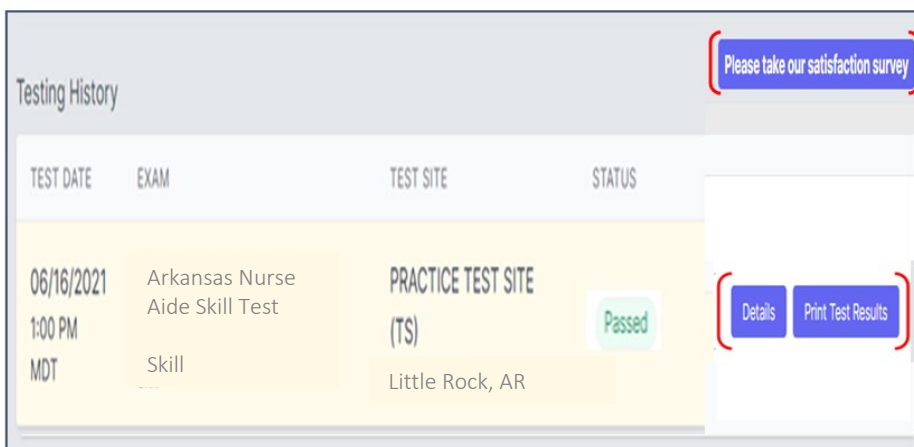 Please take our satisfaction survey
Testing History
TEST DATE EXAM TEST SITE STATUS
06/16/2021
1:00 PM
MDT
Arkansas Nurse
Aide Skill Test
Skill
PRACTICE TEST SITE
(TS)
Little Rock, AR
Passed
Details
Print Test Results